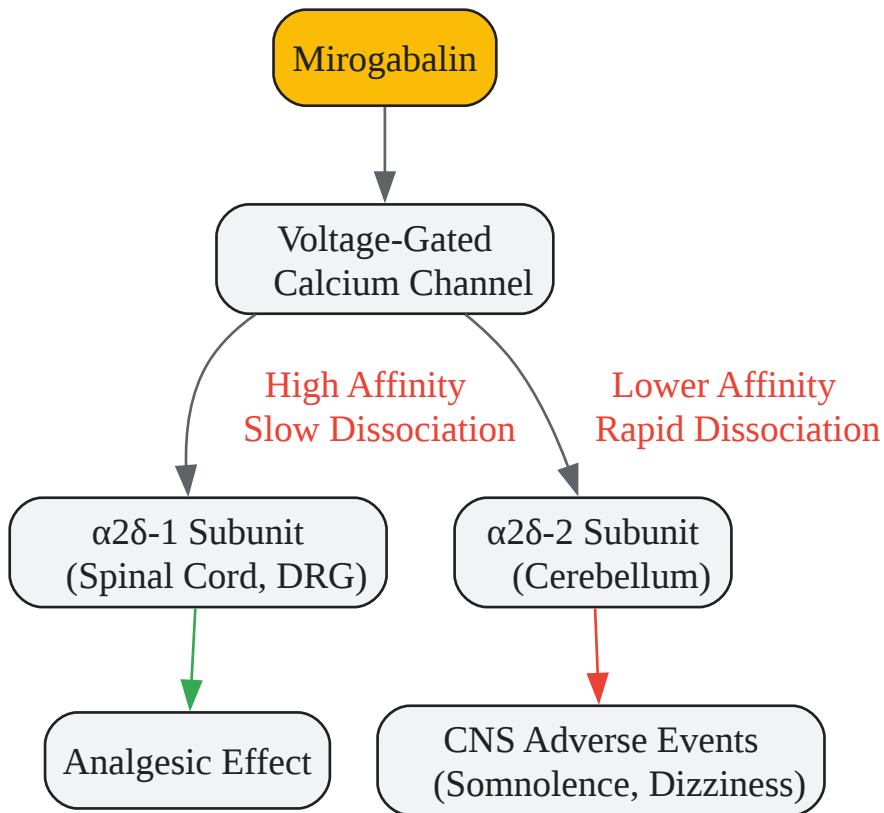 Mirogabalin
Voltage-Gated
Calcium Channel
High Affinity
Slow Dissociation
Lower Affinity
Rapid Dissociation
α2δ-1 Subunit
(Spinal Cord, DRG)
α2δ-2 Subunit
(Cerebellum)
Analgesic Effect
CNS Adverse Events
(Somnolence, Dizziness)